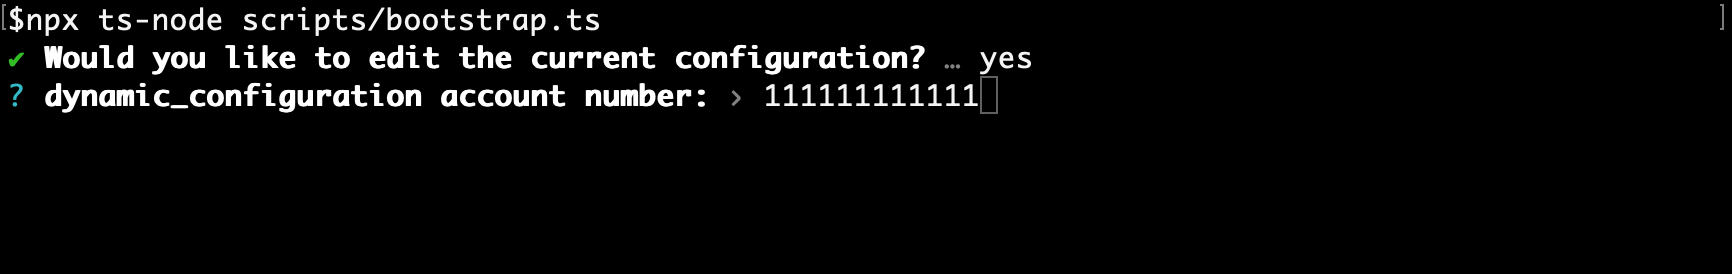 [$npx ts-node scripts/bootstrap.ts ]
✔ Would you like to edit the current configuration? … yes
? dynamic_configuration account number: › 111111111111